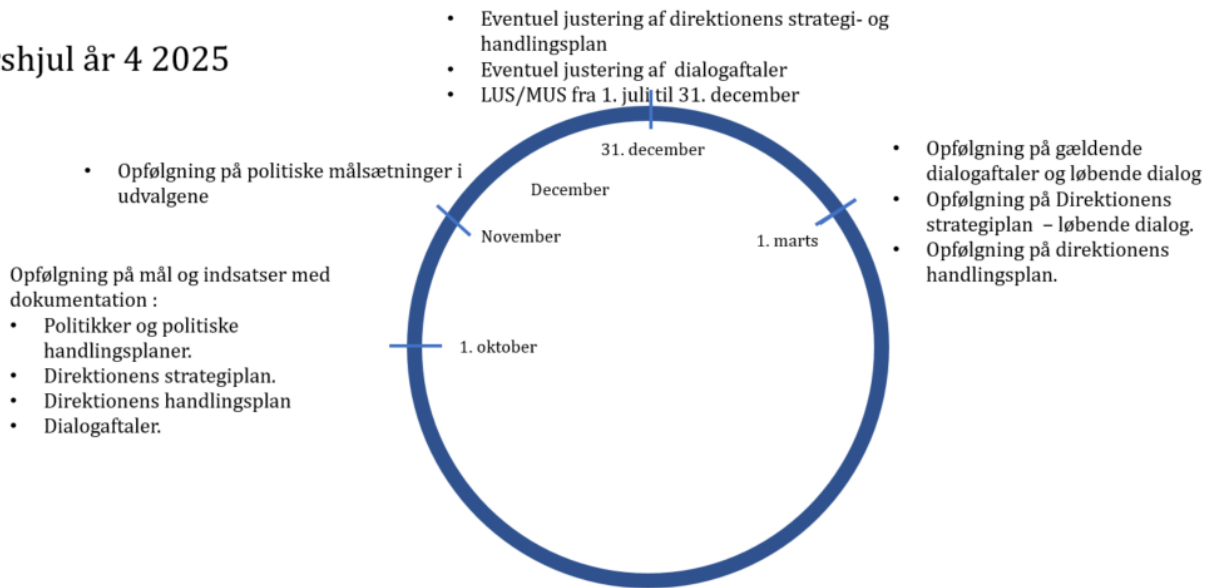 rshjul år 4 2025
• Eventuel justering af direktionens strategi- og
handlingsplan
• Eventuel justering af dialogaftaler
• LUS/MUS fra 1. juli til 31. december
31. december
December
• Opfølgning på politiske målsætninger i
udvalgene
November
1. marts
• Opfølgning på gældende
dialogaftaler og løbende dialog
• Opfølgning på Direktionens
strategiplan – løbende dialog.
• Opfølgning på direktionens
handlingsplan.
Opfølgning på mål og indsatser med
dokumentation :
• Politikker og politiske
handlingsplaner.
• Direktionens strategiplan.
• Direktionens handlingsplan
• Dialogaftaler.
1. oktober